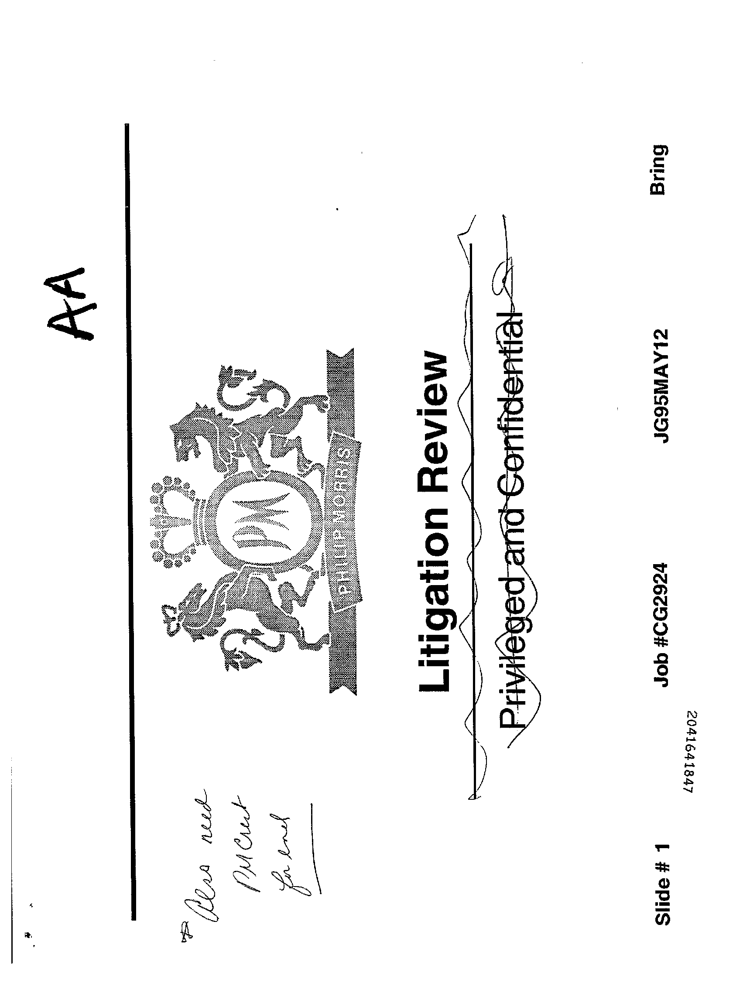 AA
PM
PHILIP MORRIS
Litigation Review
Privileged and Confidential
* Also need
PM Crest
for end
Slide # 1 Job #CG2924 JG95MAY12 Bring
2041641847